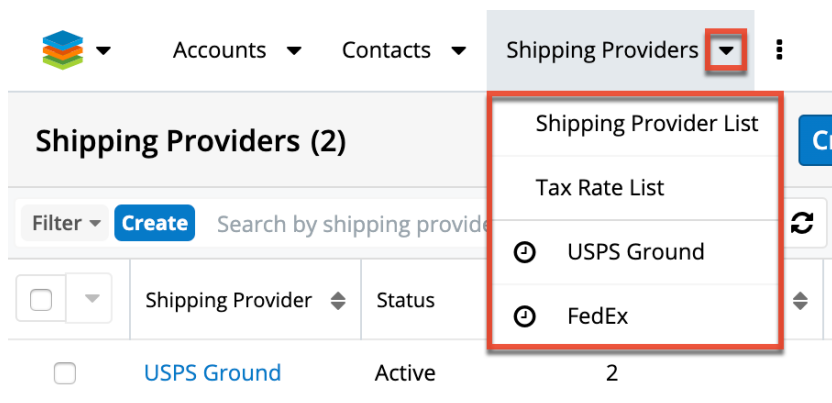 Accounts Contacts Shipping Providers
Shipping Provider List
Shipping Providers (2)
Tax Rate List
Filter Create Search by shipping provide
USPS Ground
Shipping Provider Status
FedEx
USPS Ground Active 2